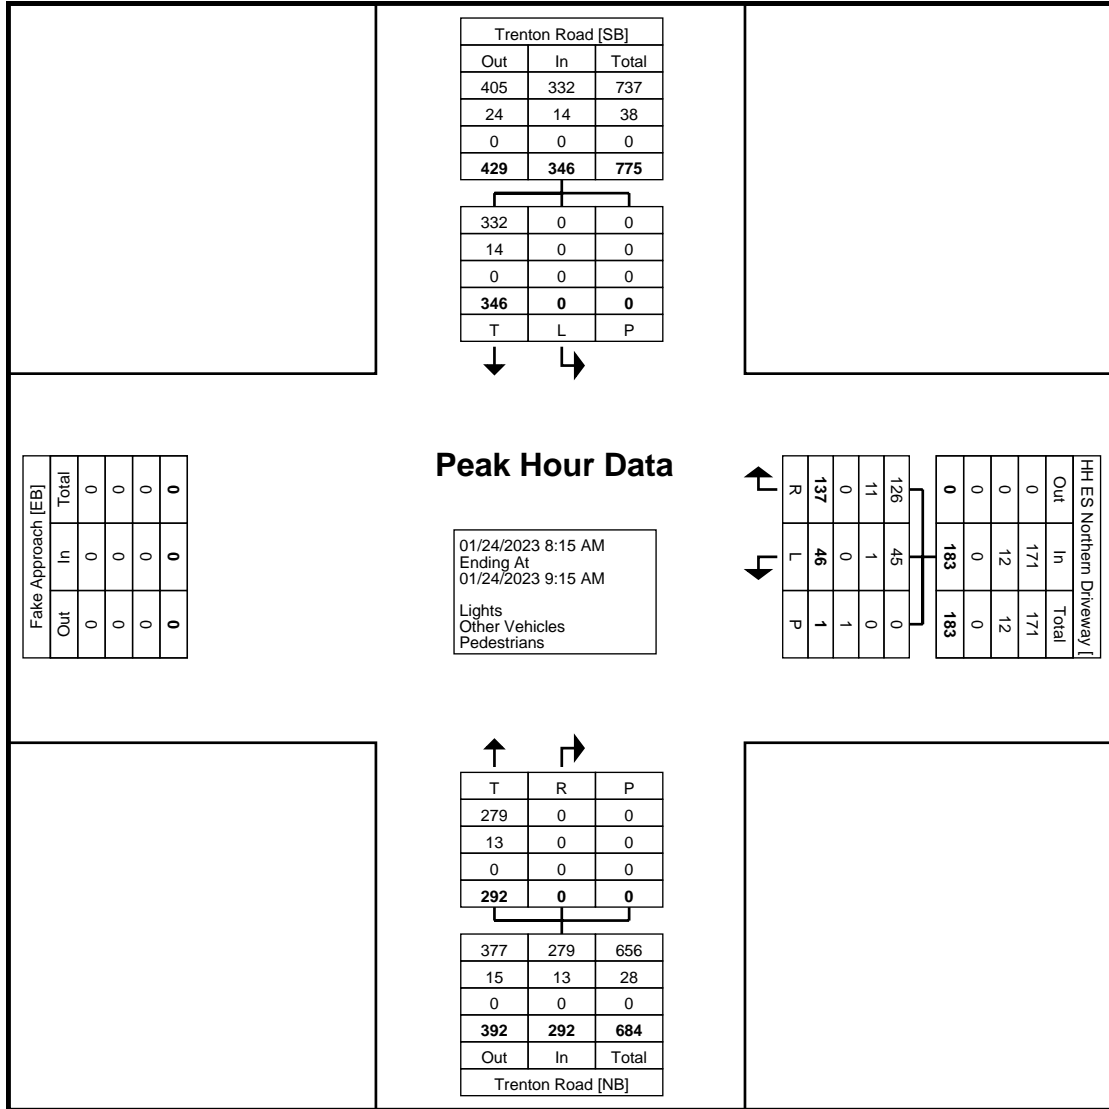 Trenton Road [SB]
Out In Total
405 332 737
24 14 38
0 0 0
429 346 775
332 0 0
14 0 0
0 0 0
346 0 0
T L P
Fake Approach [EB]
Total In Out
0 0 0
0 0 0
0 0 0
0 0 0
Peak Hour Data
01/24/2023 8:15 AM
Ending At
01/24/2023 9:15 AM
Lights
Other Vehicles
Pedestrians
HH ES Northern Driveway [
Out In Total
0 171 171
0 12 12
0 0 0
0 183 183
126 45 0
11 1 0
0 0 1
137 46 1
R L P
T R P
279 0 0
13 0 0
0 0 0
292 0 0
377 279 656
15 13 28
0 0 0
392 292 684
Out In Total
Trenton Road [NB]